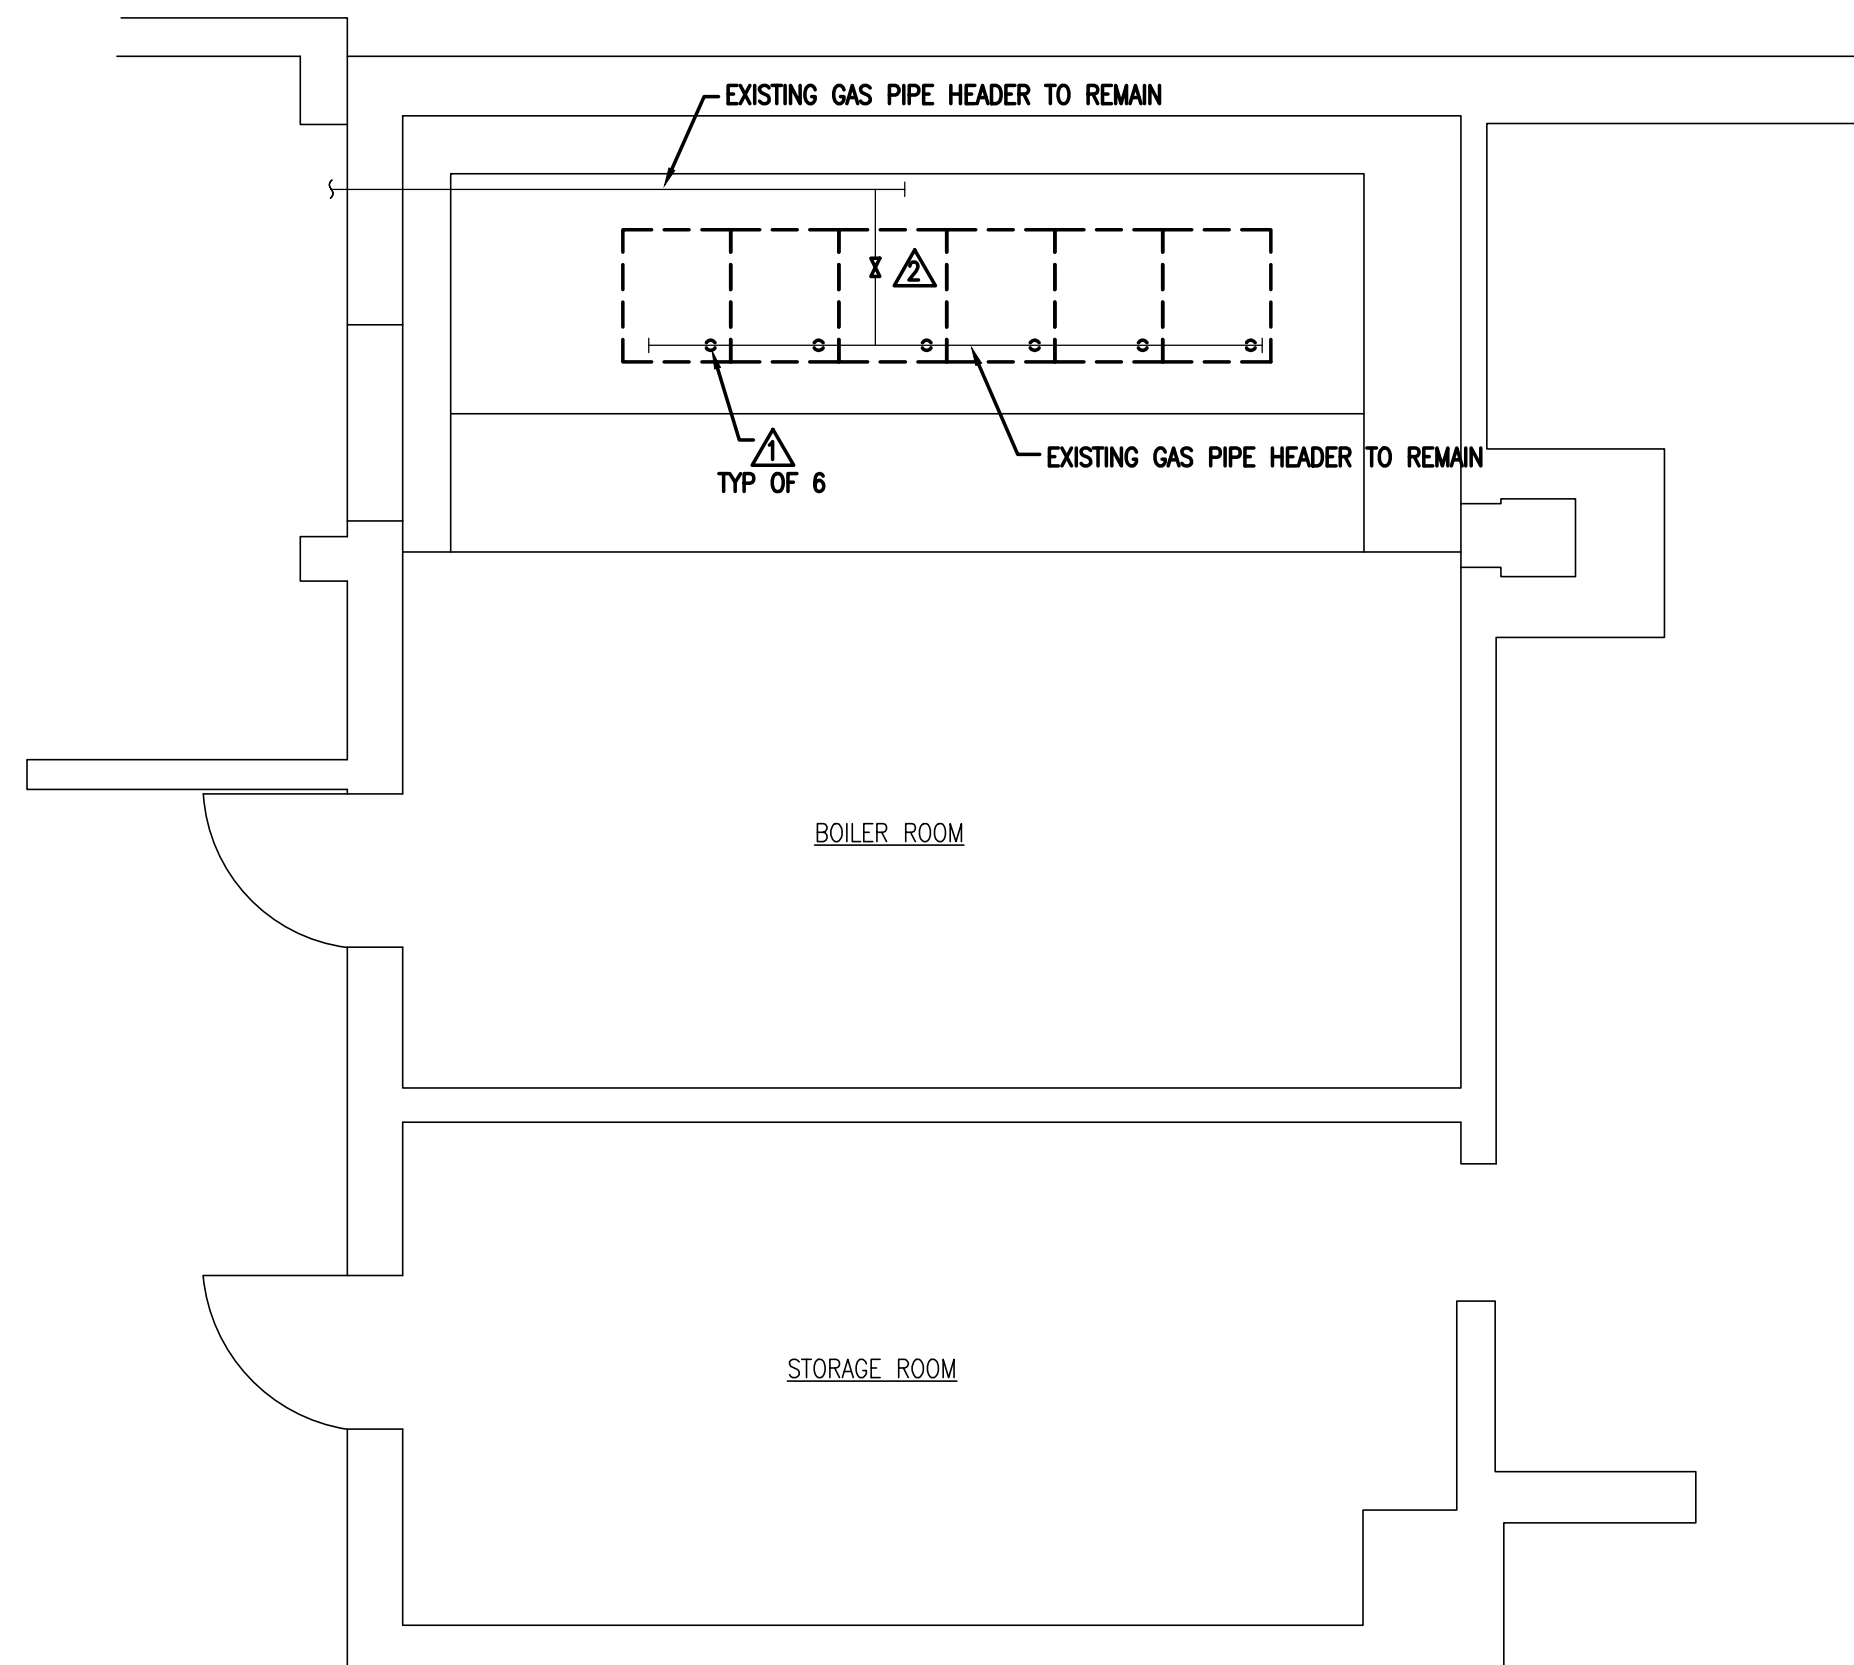 EXISTING GAS PIPE HEADER TO REMAIN
2
1
TYP OF 6
EXISTING GAS PIPE HEADER TO REMAIN
BOILER ROOM
STORAGE ROOM